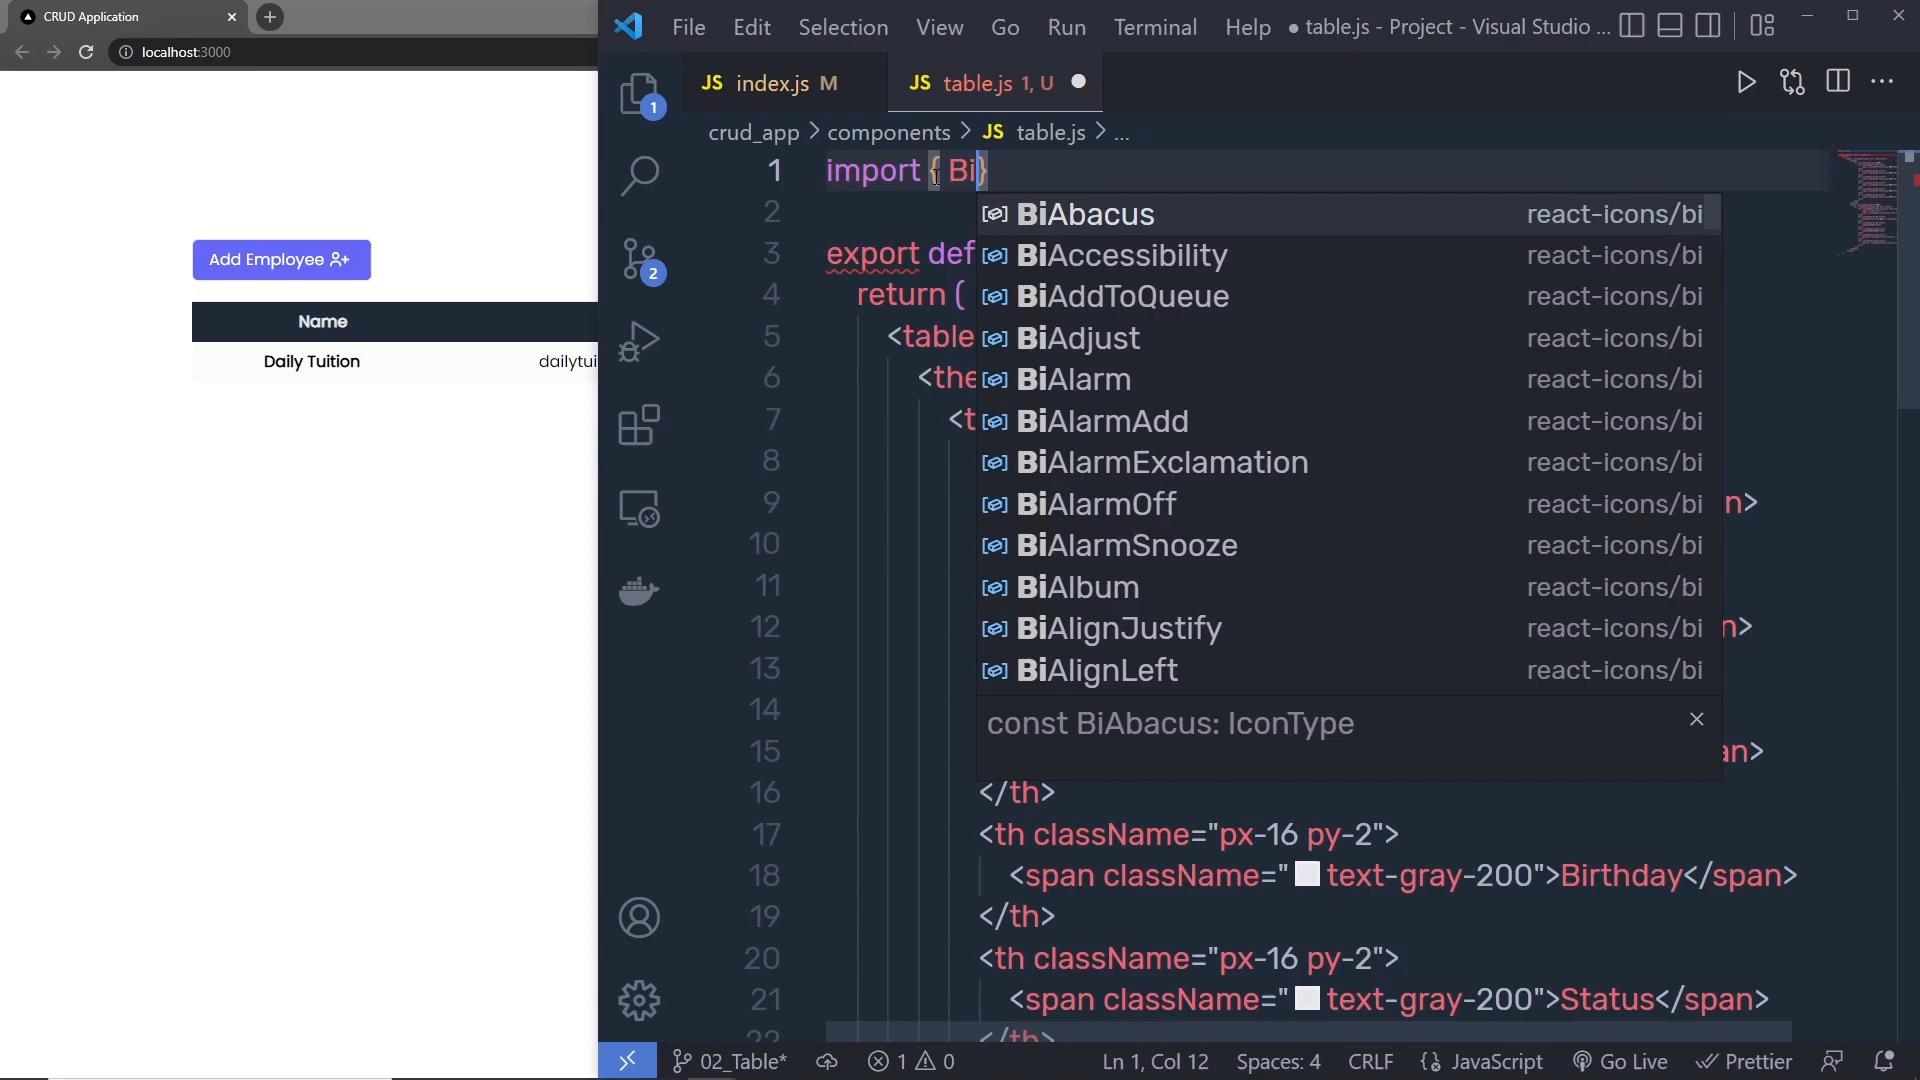 CRUD Application
localhost:3000
Add Employee
Name
Daily Tuition dailytui
File Edit Selection View Go Run Terminal Help ● table.js - Project - Visual Studio ...
JS index.js M JS table.js 1, U
crud_app > components > JS table.js > ...
1 import { Bi}
2
BiAbacus react-icons/bi
3 export def
BiAccessibility react-icons/bi
4 return (
BiAddToQueue react-icons/bi
5 <table
BiAdjust react-icons/bi
6 <the
BiAlarm react-icons/bi
7 <t
BiAlarmAdd react-icons/bi
8
BiAlarmExclamation react-icons/bi
9
BiAlarmOff react-icons/bi n>
10
BiAlarmSnooze react-icons/bi
11
BiAlbum react-icons/bi
12
BiAlignJustify react-icons/bi n>
13
BiAlignLeft react-icons/bi
14
const BiAbacus: IconType
15 an>
16 </th>
17 <th className="px-16 py-2">
18 <span className="text-gray-200">Birthday</span>
19 </th>
20 <th className="px-16 py-2">
21 <span className="text-gray-200">Status</span>
22 </th>
1
2
02_Table* 1 0 Ln 1, Col 12 Spaces: 4 CRLF {} JavaScript Go Live Prettier